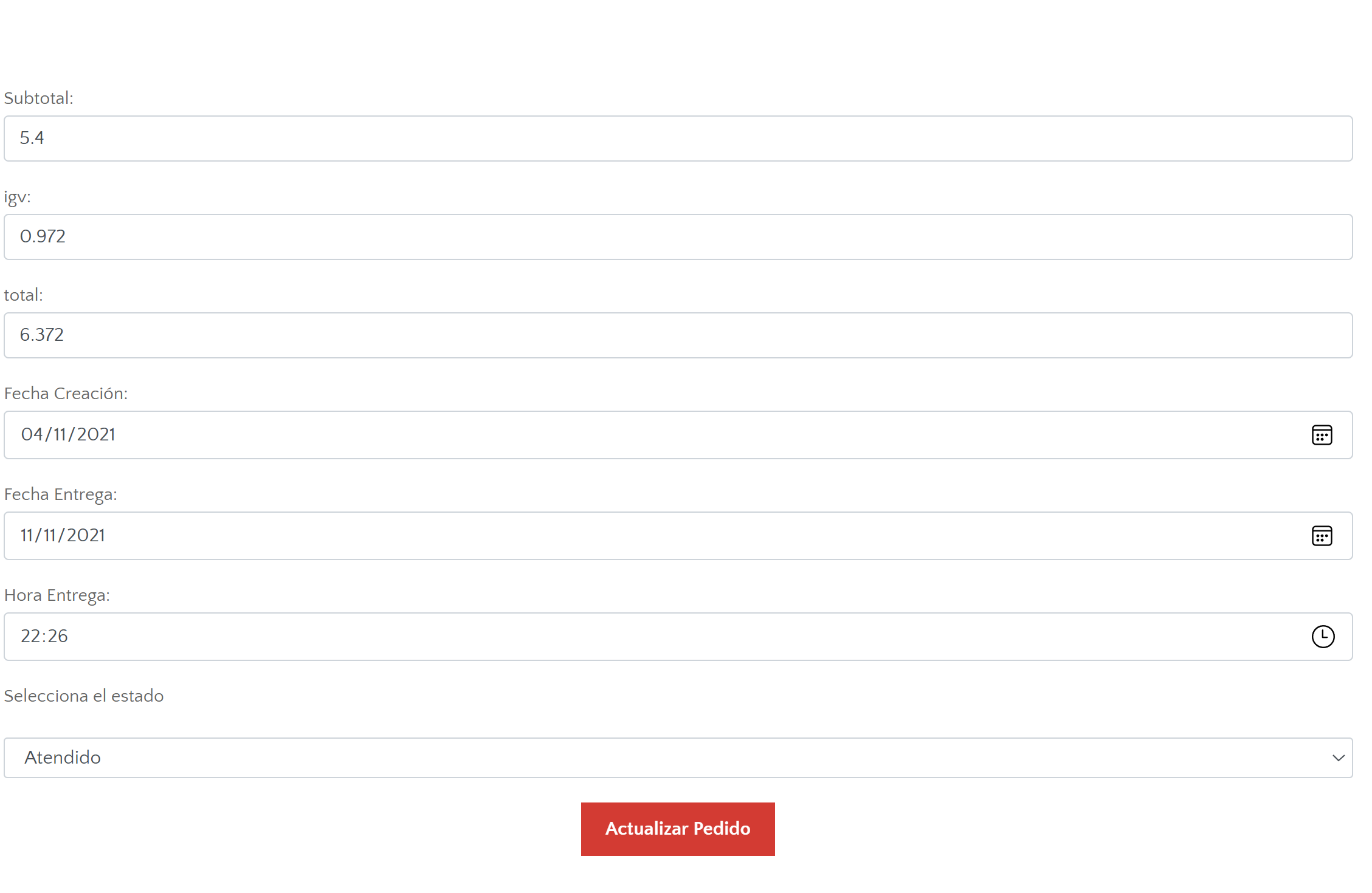 Subtotal:
5.4
igv:
0.972
total:
6.372
Fecha Creación:
04/11/2021
Fecha Entrega:
11/11/2021
Hora Entrega:
22:26
Selecciona el estado
Atendido
Actualizar Pedido